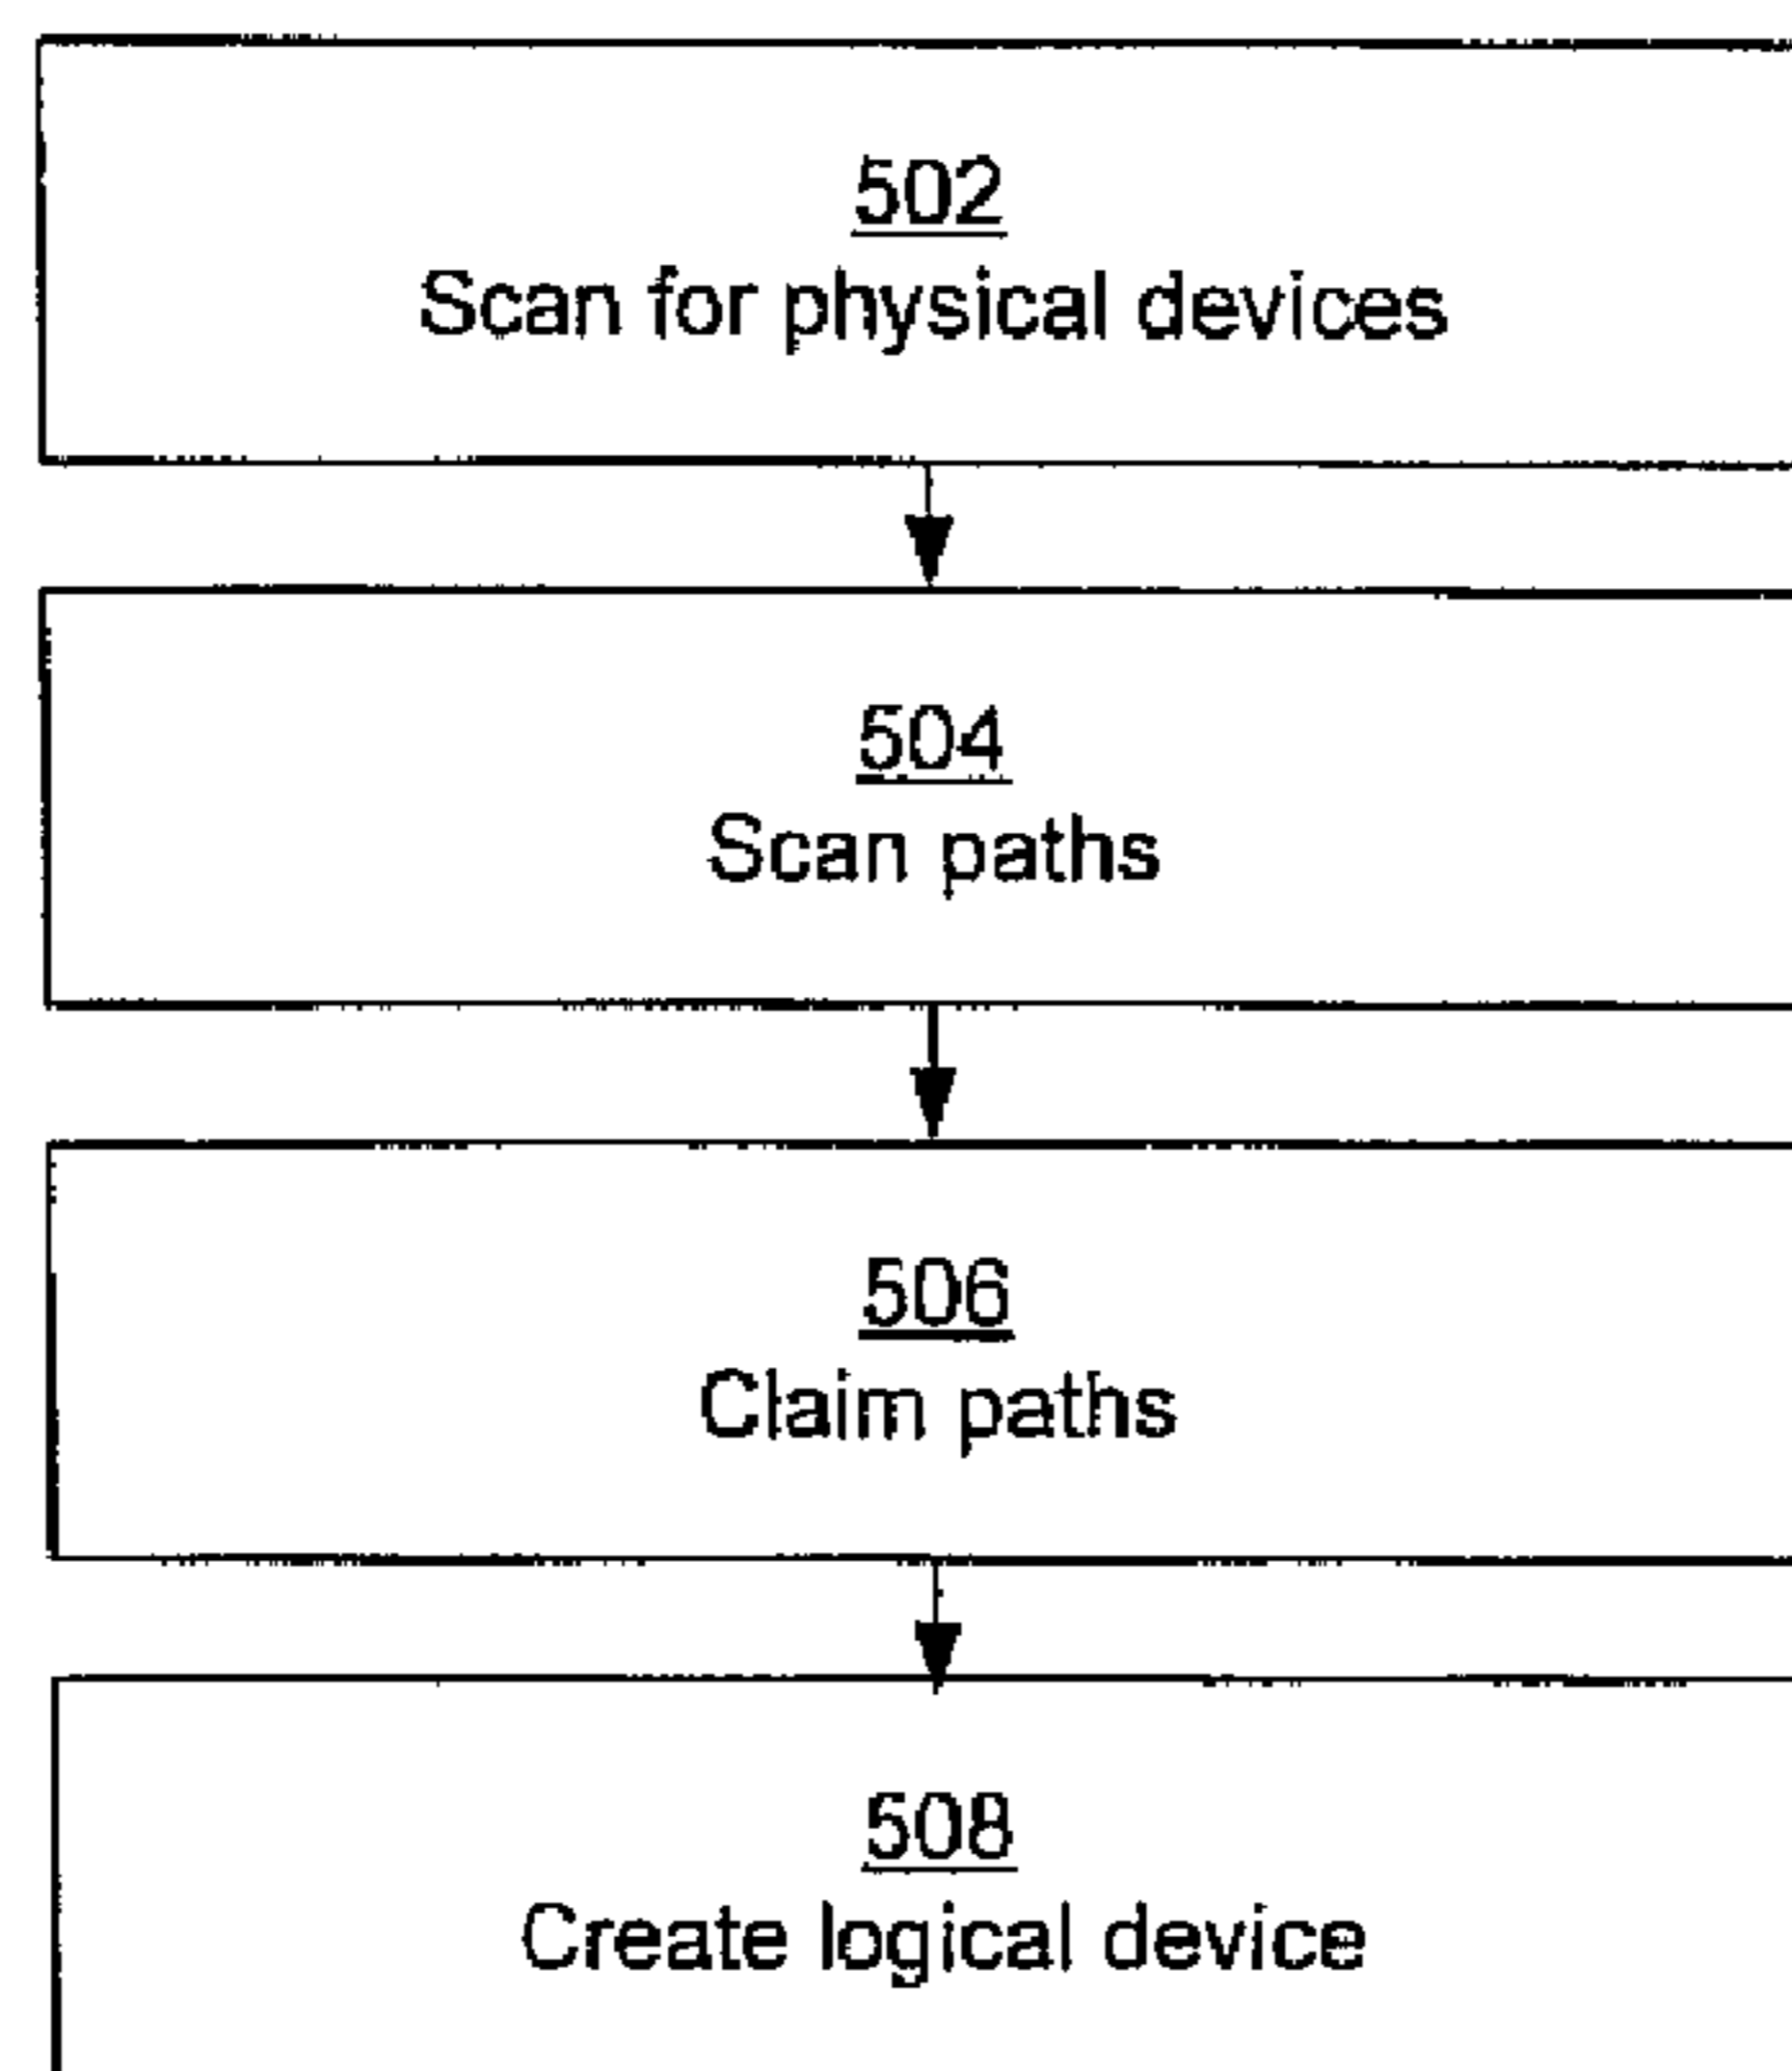 502
Scan for physical devices
504
Scan paths
506
Claim paths
508
Create logical device